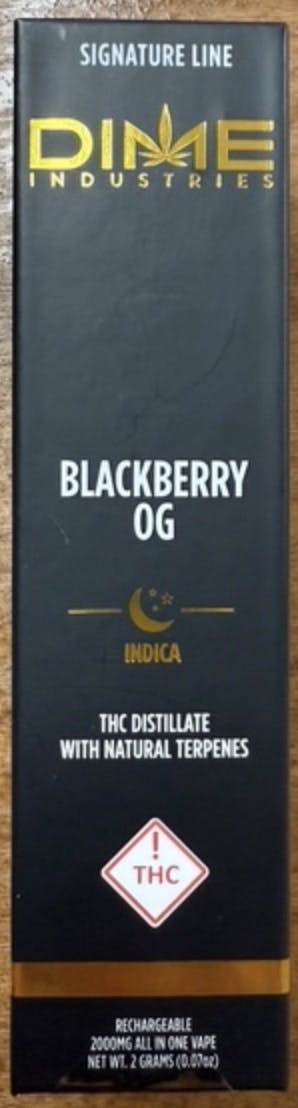 SIGNATURE LINE
DIME
INDUSTRIES
BLACKBERRY
OG
INDICA
THC DISTILLATE
WITH NATURAL TERPENES
!
THC
RECHARGEABLE
2000MG ALL IN ONE VAPE
NET WT. 2 GRAMS (0.07oz)